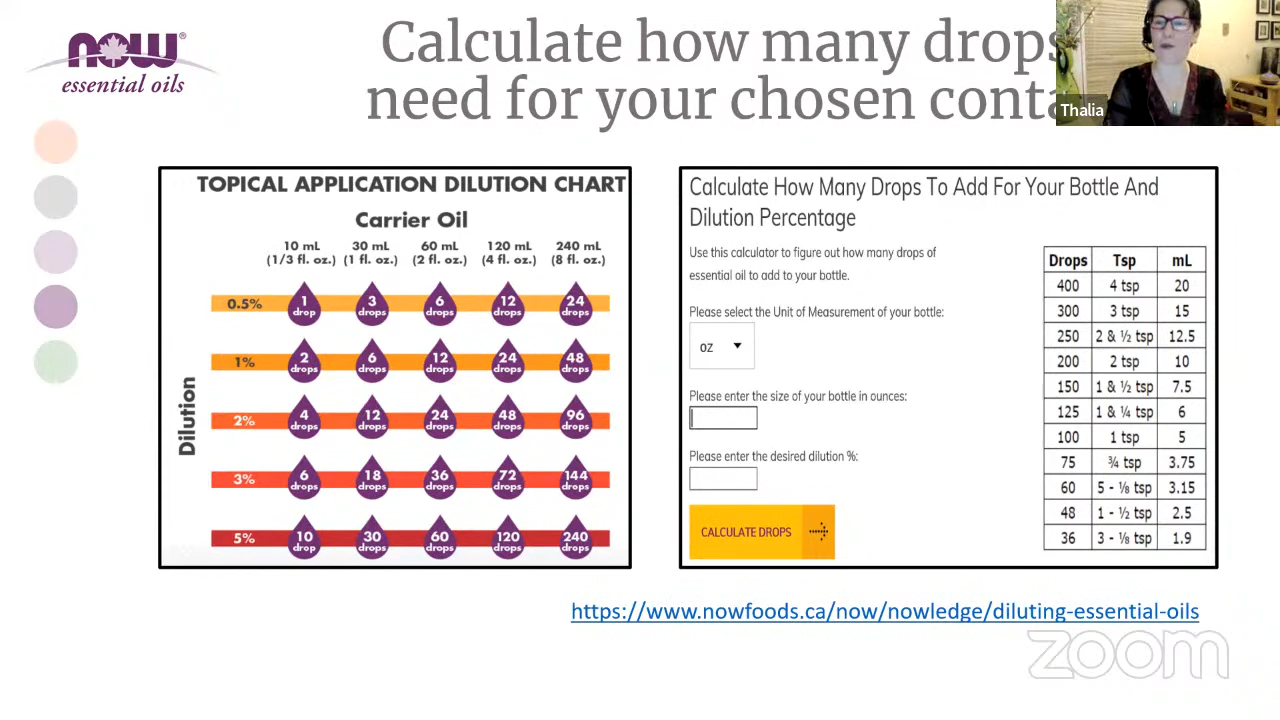 now®
essential oils
Calculate how many drops
need for your chosen conta
Thalia
TOPICAL APPLICATION DILUTION CHART
Carrier Oil
10 mL 30 mL 60 mL 120 mL 240 mL
(1/3 fl. oz.) (1 fl. oz.) (2 fl. oz.) (4 fl. oz.) (8 fl. oz.)
Dilution
0.5% 1 drop 3 drops 6 drops 12 drops 24 drops
1% 2 drops 6 drops 12 drops 24 drops 48 drops
2% 4 drops 12 drops 24 drops 48 drops 96 drops
3% 6 drops 18 drops 36 drops 72 drops 144 drops
5% 10 drop 30 drops 60 drops 120 drops 240 drops
Calculate How Many Drops To Add For Your Bottle And
Dilution Percentage
Use this calculator to figure out how many drops of
essential oil to add to your bottle.
Please select the Unit of Measurement of your bottle:
oz
Please enter the size of your bottle in ounces:
Please enter the desired dilution %:
CALCULATE DROPS
Drops Tsp mL
400 4 tsp 20
300 3 tsp 15
250 2 & ½ tsp 12.5
200 2 tsp 10
150 1 & ½ tsp 7.5
125 1 & ¼ tsp 6
100 1 tsp 5
75 ¾ tsp 3.75
60 5 - ⅛ tsp 3.15
48 1 - ½ tsp 2.5
36 3 - ⅛ tsp 1.9
https://www.nowfoods.ca/now/nowledge/diluting-essential-oils
zoom